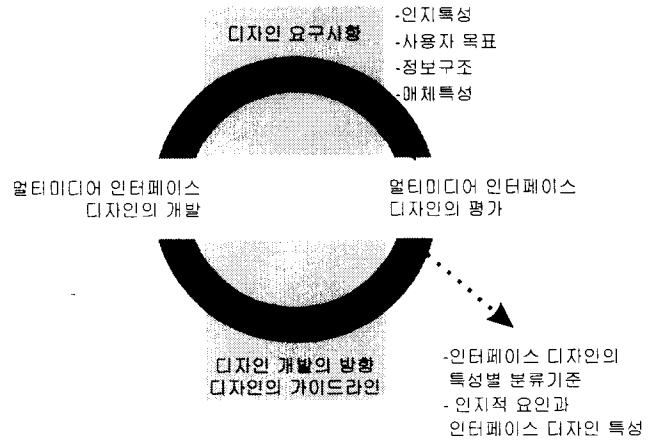 디자인 요구사항
-인지특성
-사용자 목표
-정보구조
-매체특성
멀티미디어 인터페이스
디자인의 개발
멀티미디어 인터페이스
디자인의 평가
디자인 개발의 방향
디자인의 가이드라인
-인터페이스 디자인의
특성별 분류기준
- 인지적 요인과
인터페이스 디자인 특성